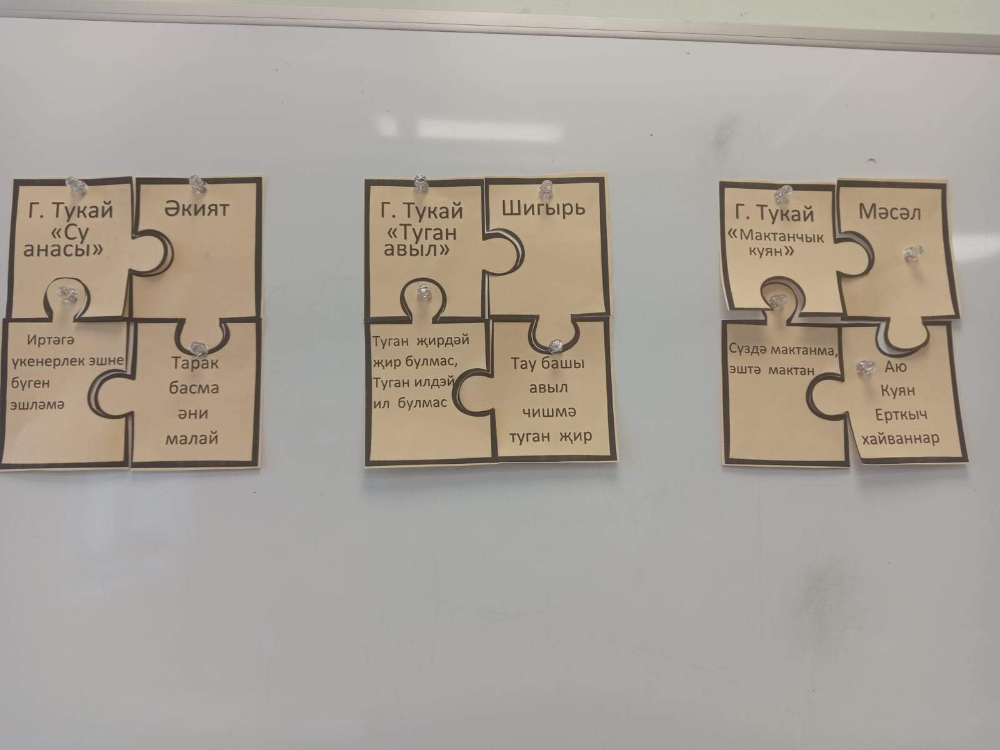 Г. Тукай
«Су
анасы»
Әкият
Иртәгә
үкенерлек эшне
бүген
эшләмә
Тарак
басма
әни
малай
Г. Тукай
«Туган
авыл»
Шигырь
Туган җирдәй
җир булмас,
Туган илдәй
ил булмас
Тау башы
авыл
чишмә
туган җир
Г. Тукай
«Мактанчык
куян»
Мәсәл
Сүздә мактанма,
эштә мактан
Аю
Куян
Ерткыч
хайваннар